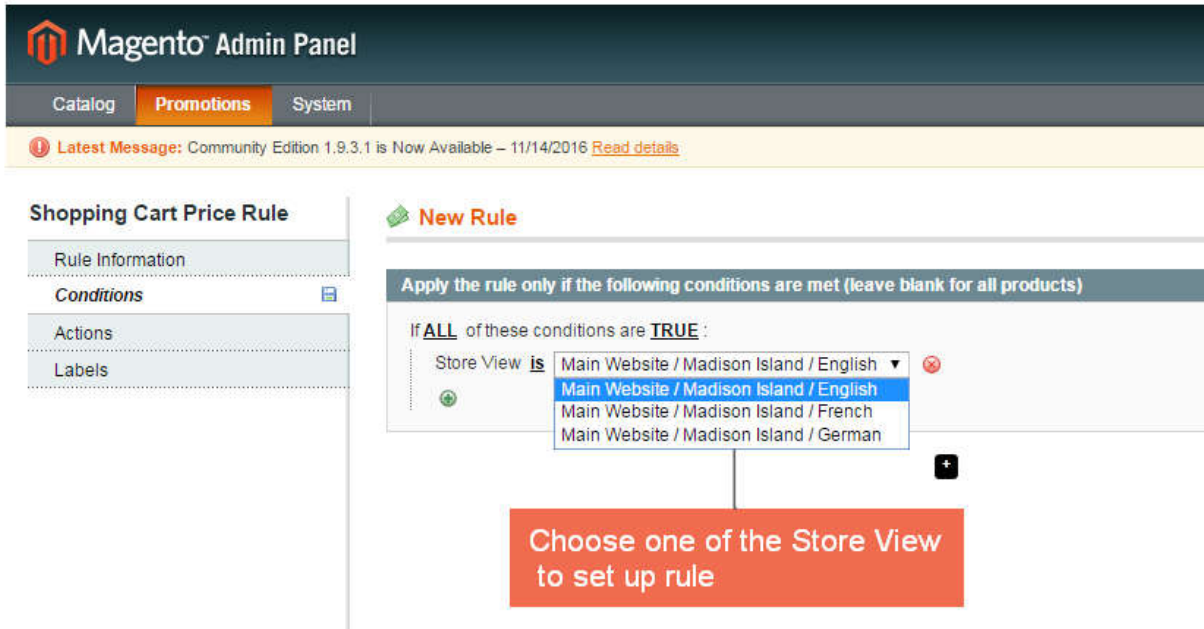 Magento™ Admin Panel
Catalog Promotions System
Latest Message: Community Edition 1.9.3.1 is Now Available – 11/14/2016 Read details
Shopping Cart Price Rule
Rule Information
Conditions
Actions
Labels
New Rule
Apply the rule only if the following conditions are met (leave blank for all products)
If ALL of these conditions are TRUE :
Store View is Main Website / Madison Island / English
Main Website / Madison Island / English
Main Website / Madison Island / French
Main Website / Madison Island / German
Choose one of the Store View
to set up rule